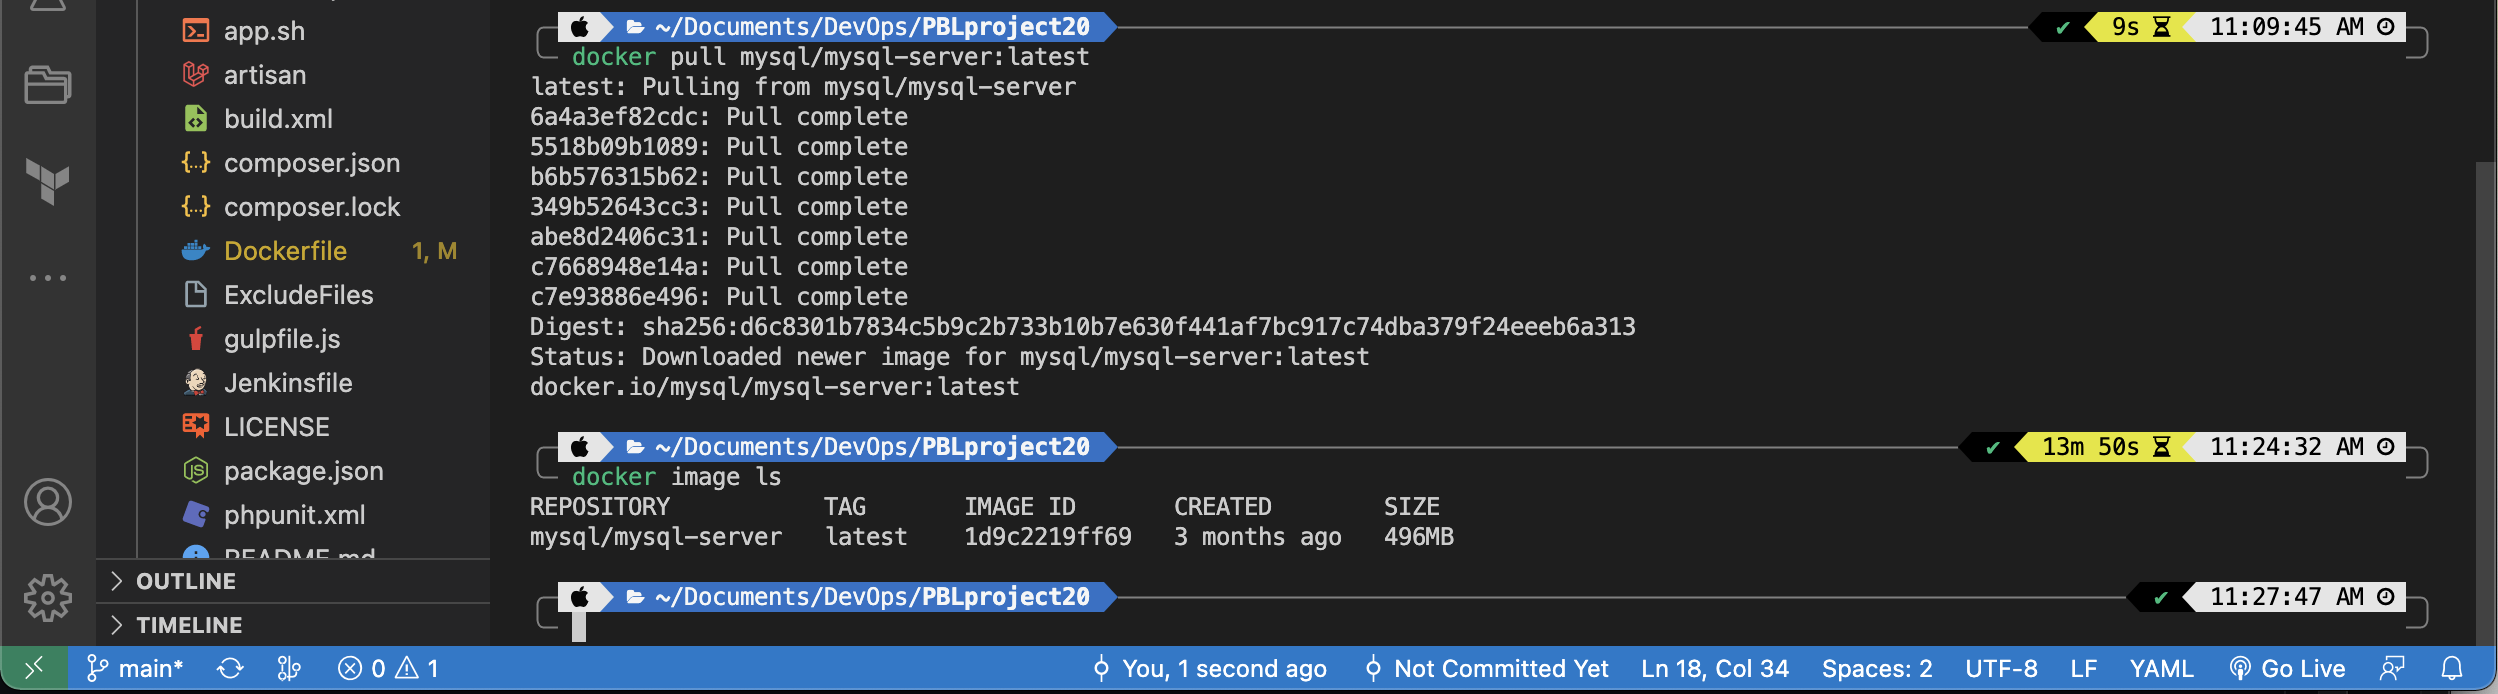 app.sh
artisan
build.xml
composer.json
composer.lock
Dockerfile 1, M
ExcludeFiles
gulpfile.js
Jenkinsfile
LICENSE
package.json
phpunit.xml
README.md
OUTLINE
TIMELINE
~/Documents/DevOps/PBLproject20 ✔ 9s 11:09:45 AM
docker pull mysql/mysql-server:latest
latest: Pulling from mysql/mysql-server
6a4a3ef82cdc: Pull complete
5518b09b1089: Pull complete
b6b576315b62: Pull complete
349b52643cc3: Pull complete
abe8d2406c31: Pull complete
c7668948e14a: Pull complete
c7e93886e496: Pull complete
Digest: sha256:d6c8301b7834c5b9c2b733b10b7e630f441af7bc917c74dba379f24eeeb6a313
Status: Downloaded newer image for mysql/mysql-server:latest
docker.io/mysql/mysql-server:latest
~/Documents/DevOps/PBLproject20 ✔ 13m 50s 11:24:32 AM
docker image ls
REPOSITORY TAG IMAGE ID CREATED SIZE
mysql/mysql-server latest 1d9c2219ff69 3 months ago 496MB
~/Documents/DevOps/PBLproject20 ✔ 11:27:47 AM
main* 0 1 You, 1 second ago Not Committed Yet Ln 18, Col 34 Spaces: 2 UTF-8 LF YAML Go Live